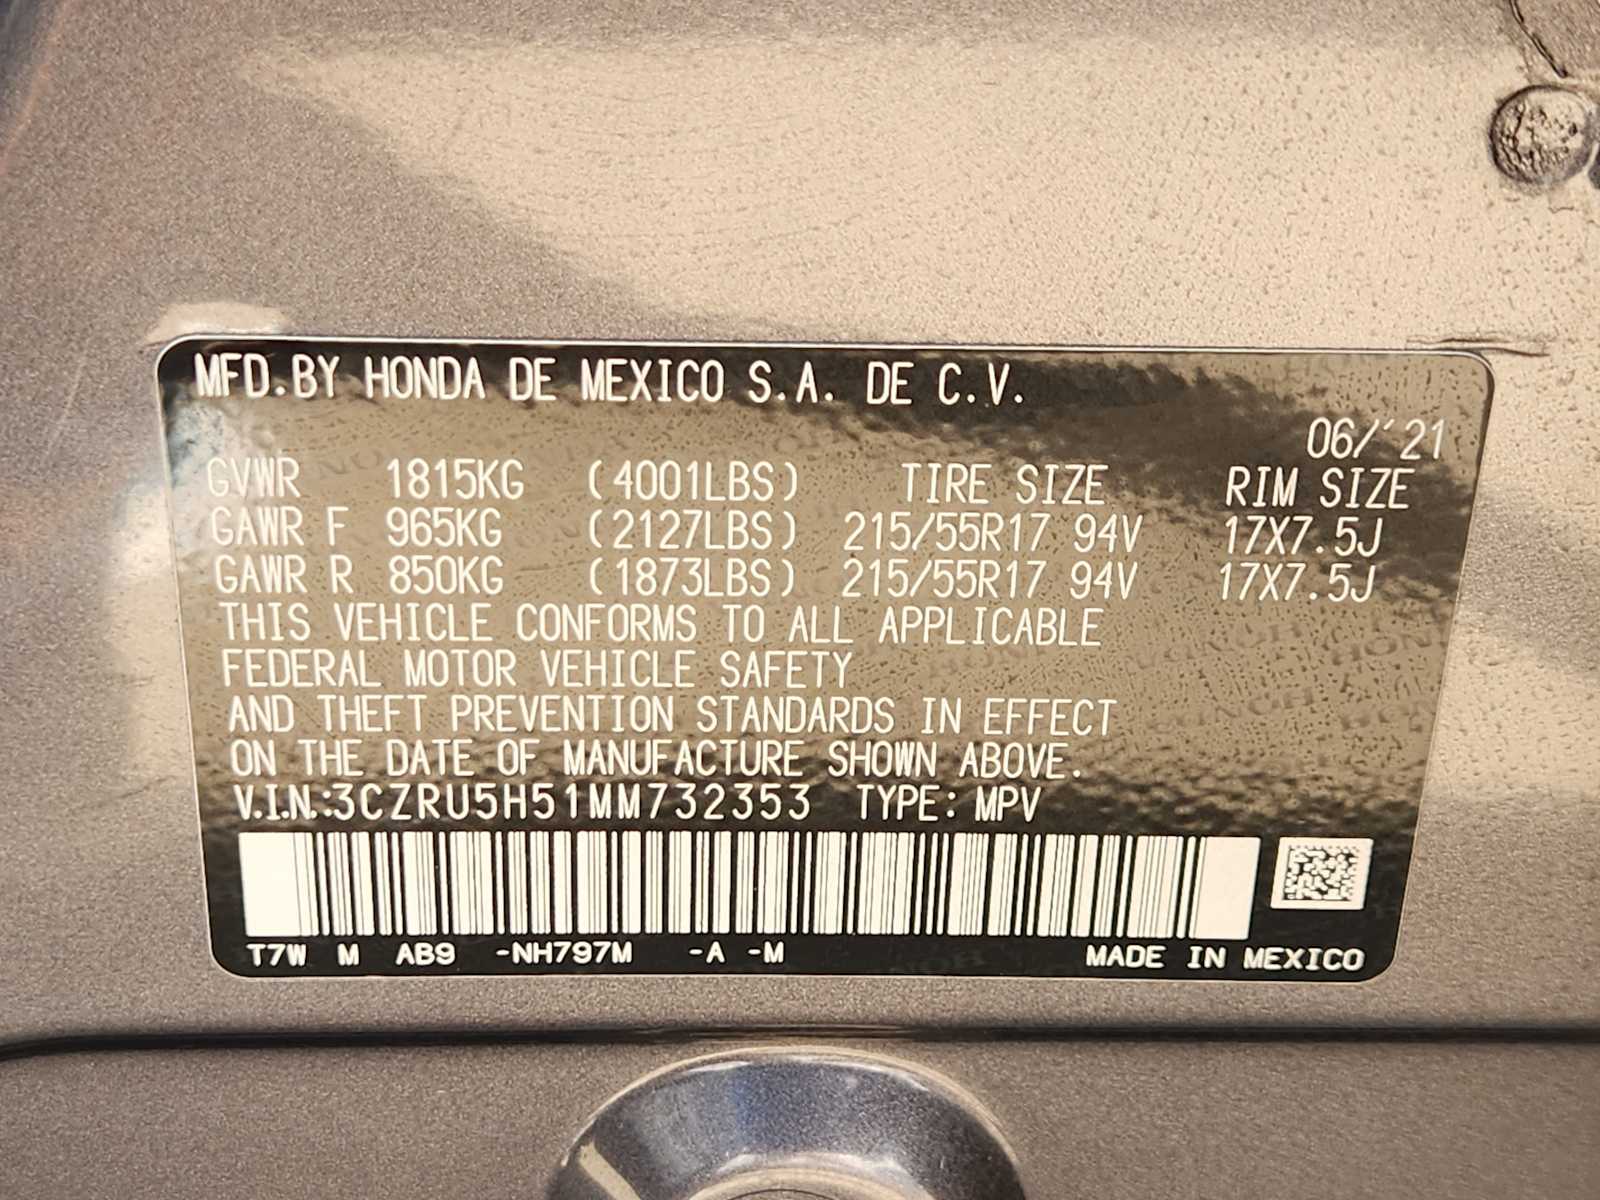 MFD.BY HONDA DE MEXICO S.A. DE C.V.
06/'21
GVWR 1815KG (4001LBS) TIRE SIZE RIM SIZE
GAWR F 965KG (2127LBS) 215/55R17 94V 17X7.5J
GAWR R 850KG (1873LBS) 215/55R17 94V 17X7.5J
THIS VEHICLE CONFORMS TO ALL APPLICABLE
FEDERAL MOTOR VEHICLE SAFETY
AND THEFT PREVENTION STANDARDS IN EFFECT
ON THE DATE OF MANUFACTURE SHOWN ABOVE.
V.I.N.:3CZRU5H51MM732353 TYPE: MPV
T7W M AB9 -NH797M -A -M MADE IN MEXICO